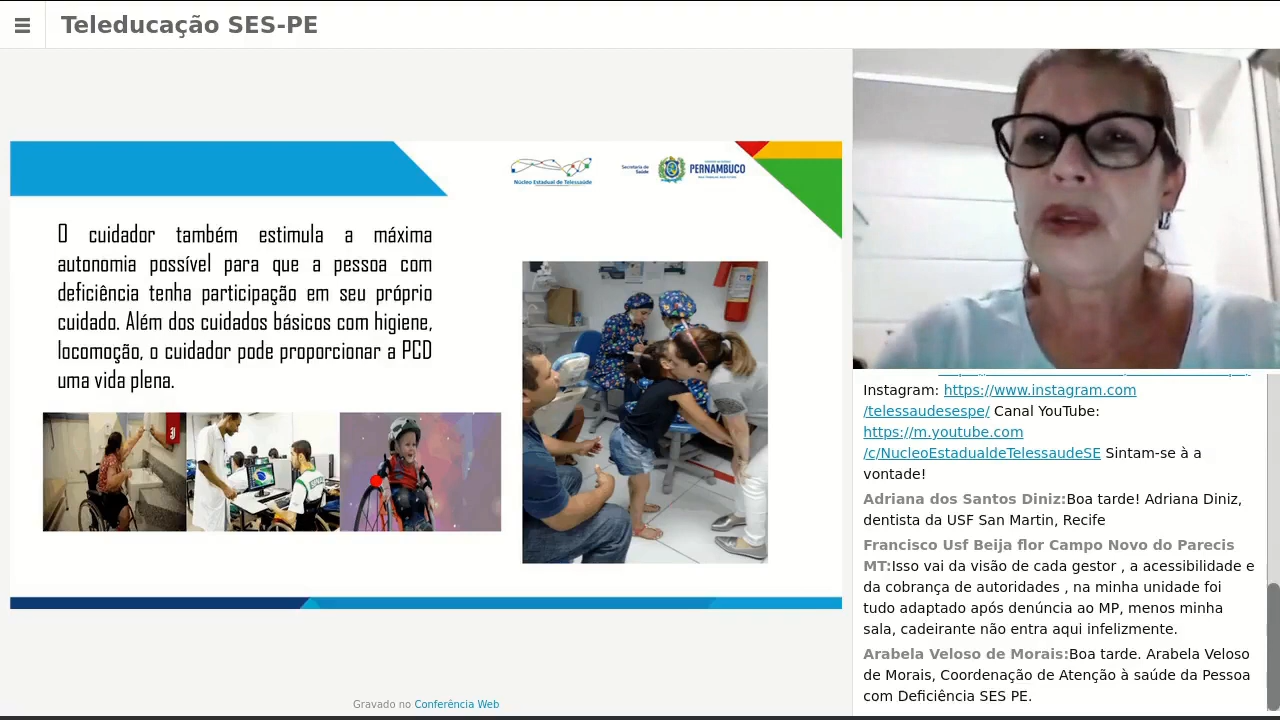 Teleducação SES-PE
Núcleo Estadual de Telessaúde
Secretaria de
Saúde
PERNAMBUCO
O cuidador também estimula a máxima
autonomia possível para que a pessoa com
deficiência tenha participação em seu próprio
cuidado. Além dos cuidados básicos com higiene,
locomoção, o cuidador pode proporcionar a PCD
uma vida plena.
Gravado no Conferência Web
Instagram: https://www.instagram.com
/telessaudesespe/ Canal YouTube:
https://m.youtube.com
/c/NucleoEstadualdeTelessaudeSE Sintam-se à a
vontade!
Adriana dos Santos Diniz:Boa tarde! Adriana Diniz,
dentista da USF San Martin, Recife
Francisco Usf Beija flor Campo Novo do Parecis
MT:Isso vai da visão de cada gestor , a acessibilidade e
da cobrança de autoridades , na minha unidade foi
tudo adaptado após denúncia ao MP, menos minha
sala, cadeirante não entra aqui infelizmente.
Arabela Veloso de Morais:Boa tarde. Arabela Veloso
de Morais, Coordenação de Atenção à saúde da Pessoa
com Deficiência SES PE.